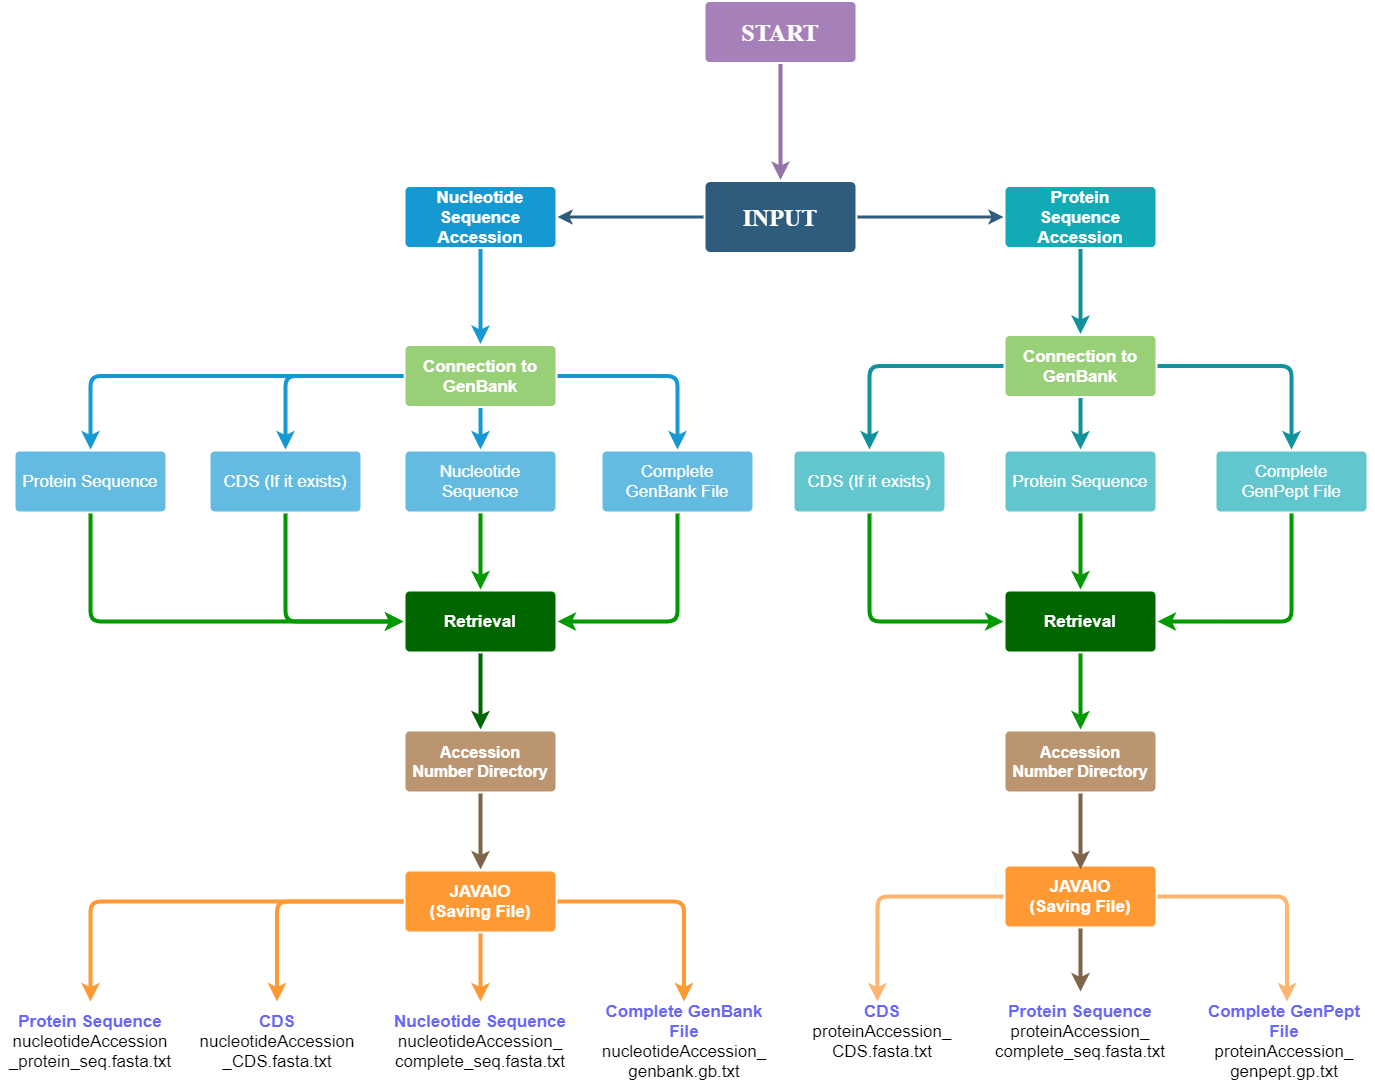 START
INPUT
Nucleotide
Sequence
Accession
Protein
Sequence
Accession
Connection to
GenBank
Connection to
GenBank
Protein Sequence
CDS (If it exists)
Nucleotide
Sequence
Complete
GenBank File
CDS (If it exists)
Protein Sequence
Complete
GenPept File
Retrieval
Retrieval
Accession
Number Directory
Accession
Number Directory
JAVAIO
(Saving File)
JAVAIO
(Saving File)
Protein Sequence
nucleotideAccession
_protein_seq.fasta.txt
CDS
nucleotideAccession
_CDS.fasta.txt
Nucleotide Sequence
nucleotideAccession_
complete_seq.fasta.txt
Complete GenBank
File
nucleotideAccession_
genbank.gb.txt
CDS
proteinAccession_
CDS.fasta.txt
Protein Sequence
proteinAccession_
complete_seq.fasta.txt
Complete GenPept
File
proteinAccession_
genpept.gp.txt